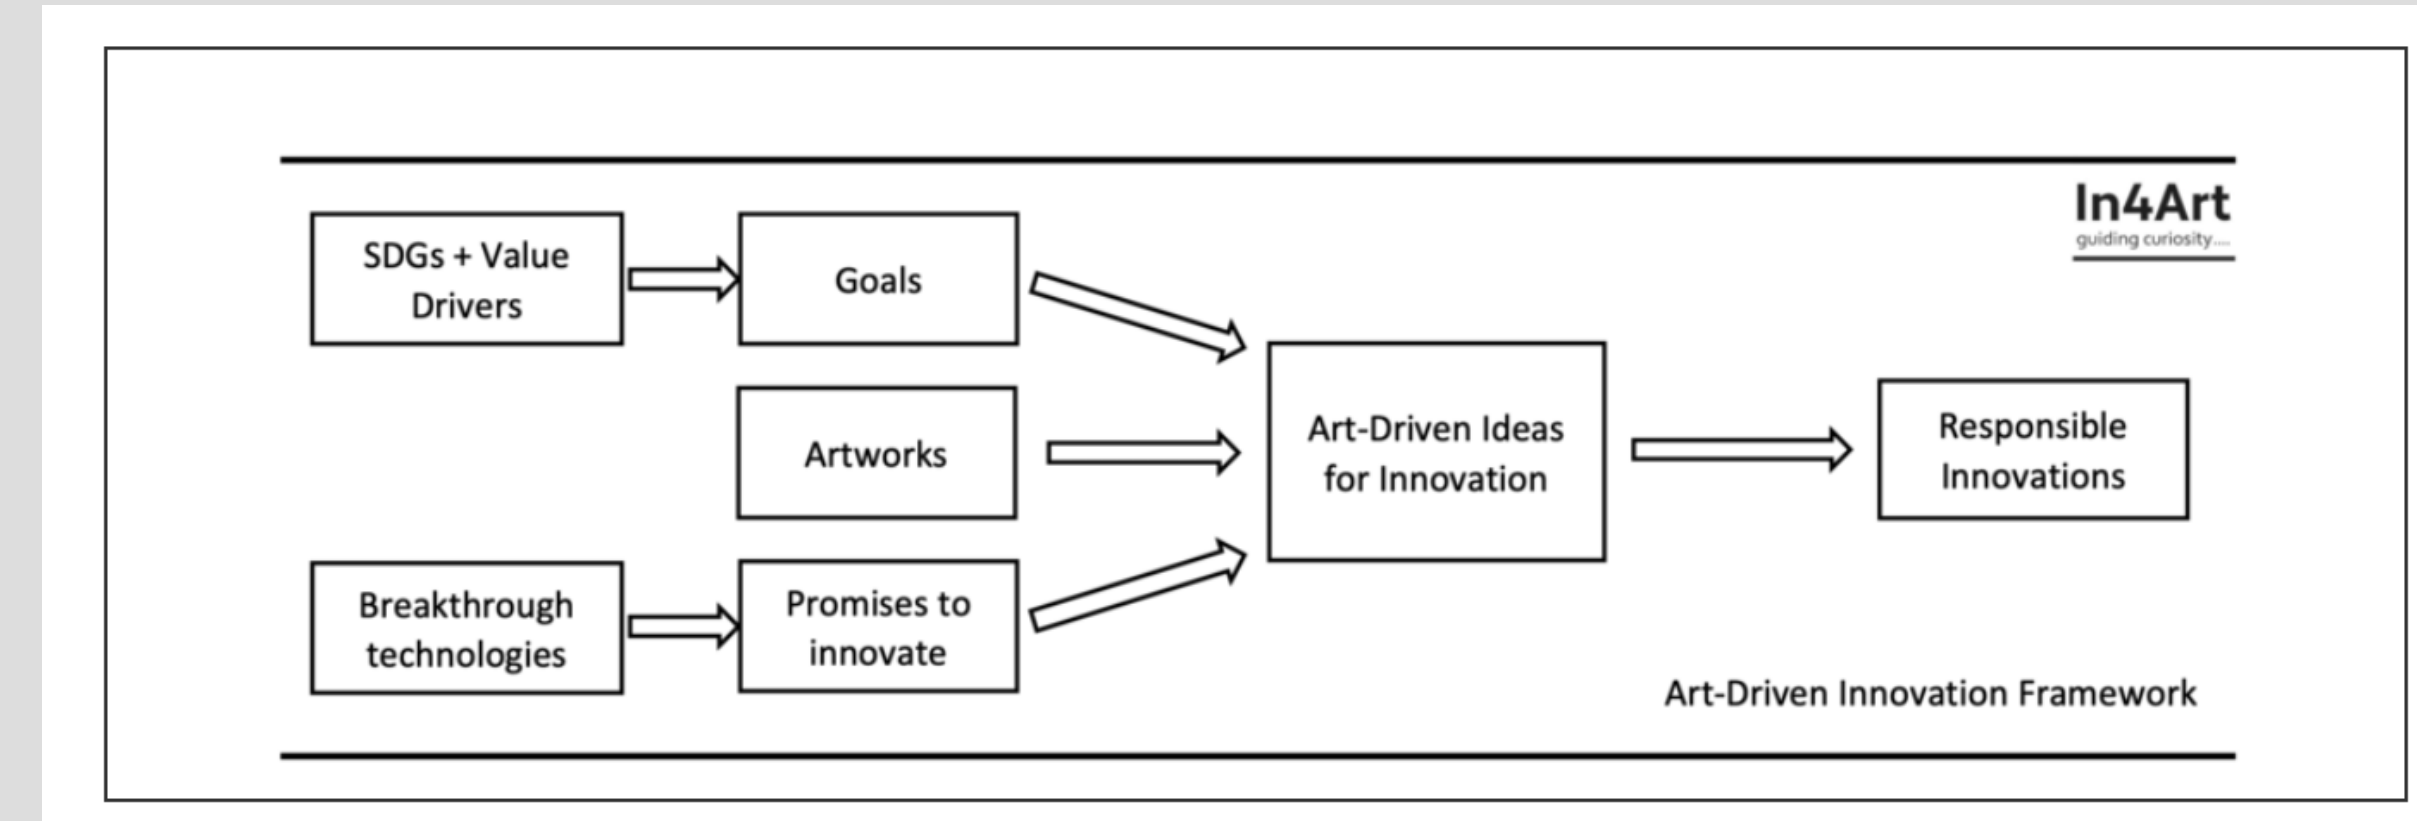 In4Art
guiding curiosity....
SDGs + Value
Drivers
Goals
Artworks
Art-Driven Ideas
for Innovation
Responsible
Innovations
Breakthrough
technologies
Promises to
innovate
Art-Driven Innovation Framework